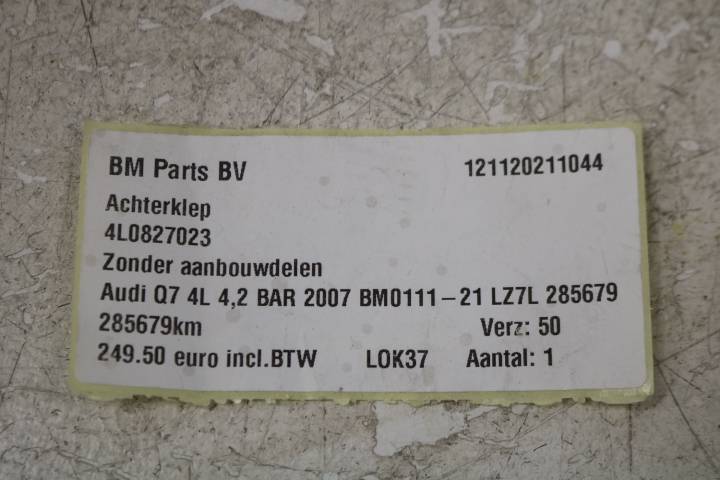 BM Parts BV 121120211044
Achterklep
4L0827023
Zonder aanbouwdelen
Audi Q7 4L 4,2 BAR 2007 BM0111-21 LZ7L 285679
285679km Verz: 50
249.50 euro incl.BTW LOK37 Aantal: 1